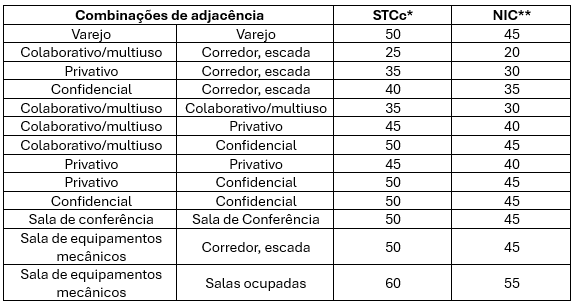 Combinações de adjacência STCc* NIC**
Varejo Varejo 50 45
Colaborativo/multiuso Corredor, escada 25 20
Privativo Corredor, escada 35 30
Confidencial Corredor, escada 40 35
Colaborativo/multiuso Colaborativo/multiuso 35 30
Colaborativo/multiuso Privativo 45 40
Colaborativo/multiuso Confidencial 50 45
Privativo Privativo 45 40
Privativo Confidencial 50 45
Confidencial Confidencial 50 45
Sala de conferência Sala de Conferência 50 45
Sala de equipamentos
mecânicos Corredor, escada 50 45
Sala de equipamentos
mecânicos Salas ocupadas 60 55